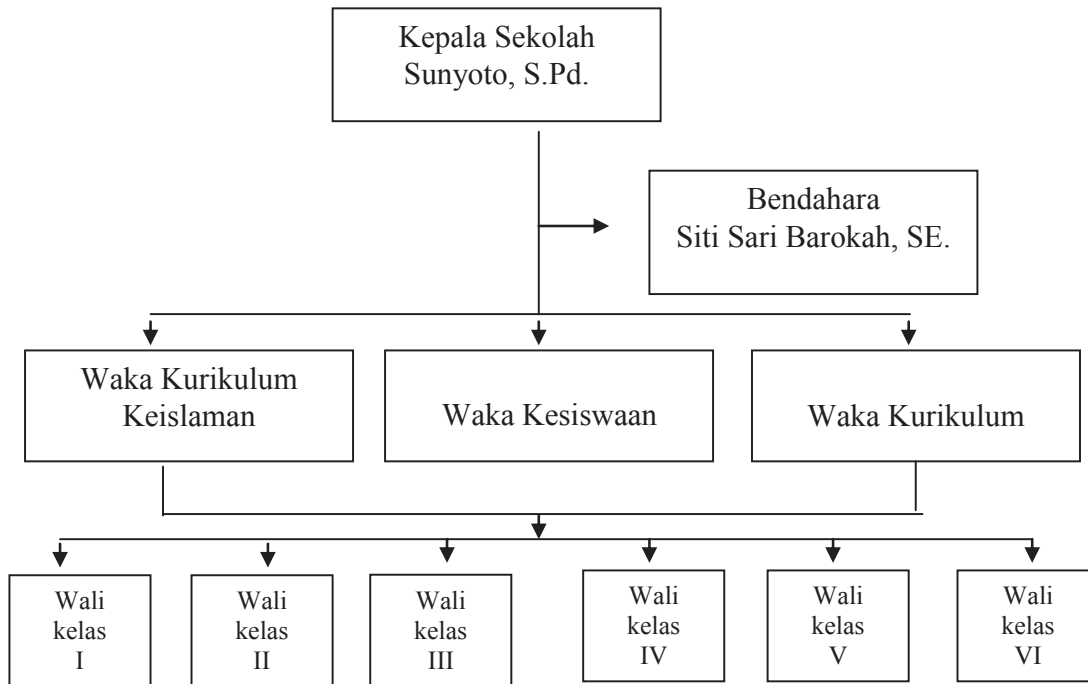 Kepala Sekolah
Sunyoto, S.Pd.
Bendahara
Siti Sari Barokah, SE.
Waka Kurikulum
Keislaman
Waka Kesiswaan
Waka Kurikulum
Wali
kelas
I
Wali
kelas
II
Wali
kelas
III
Wali
kelas
IV
Wali
kelas
V
Wali
kelas
VI